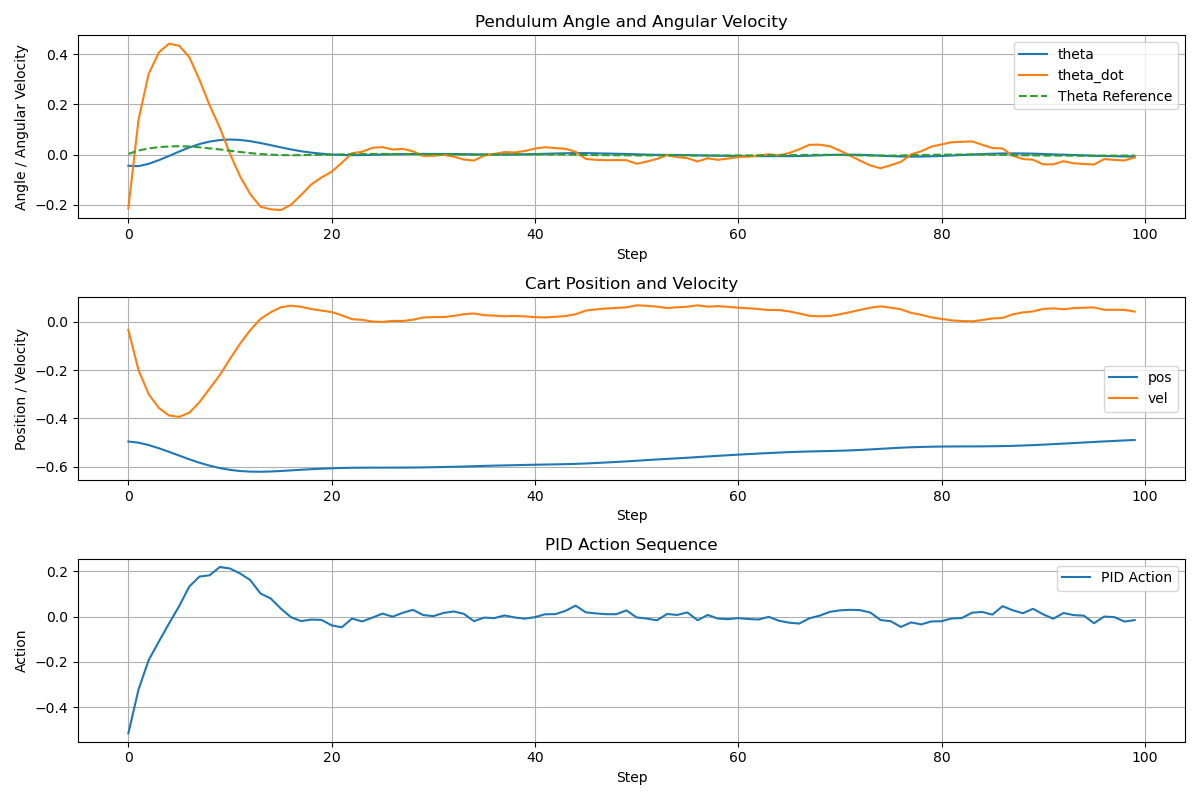 Pendulum Angle and Angular Velocity
Angle / Angular Velocity
0.4
0.2
0.0
−0.2
theta
theta_dot
Theta Reference
0 20 40 60 80 100
Step
Cart Position and Velocity
Position / Velocity
0.0
−0.2
−0.4
−0.6
pos
vel
0 20 40 60 80 100
Step
PID Action Sequence
Action
0.2
0.0
−0.2
−0.4
PID Action
0 20 40 60 80 100
Step